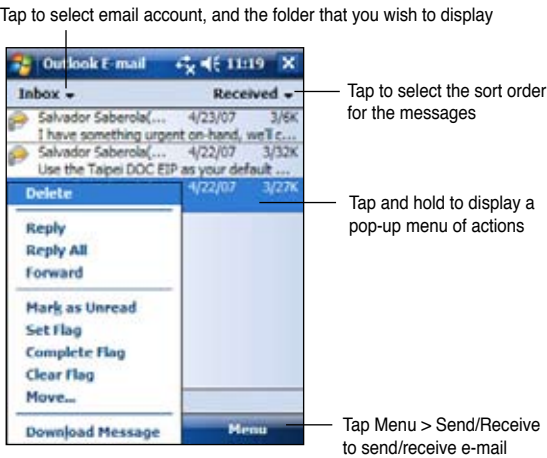 Tap to select email account, and the folder that you wish to display
Outlook E-mail 11:19
Inbox Received
Tap to select the sort order
for the messages
Salvador Saberola(... 4/23/07 3/6K
I have something urgent on-hand, we'll c...
Salvador Saberola(... 4/22/07 3/32K
Use the Taipei DOC EIP as your default ...
4/22/07 3/27K
Tap and hold to display a
pop-up menu of actions
Delete
Reply
Reply All
Forward
Mark as Unread
Set Flag
Complete Flag
Clear Flag
Move...
Download Message
Menu
Tap Menu > Send/Receive
to send/receive e-mail